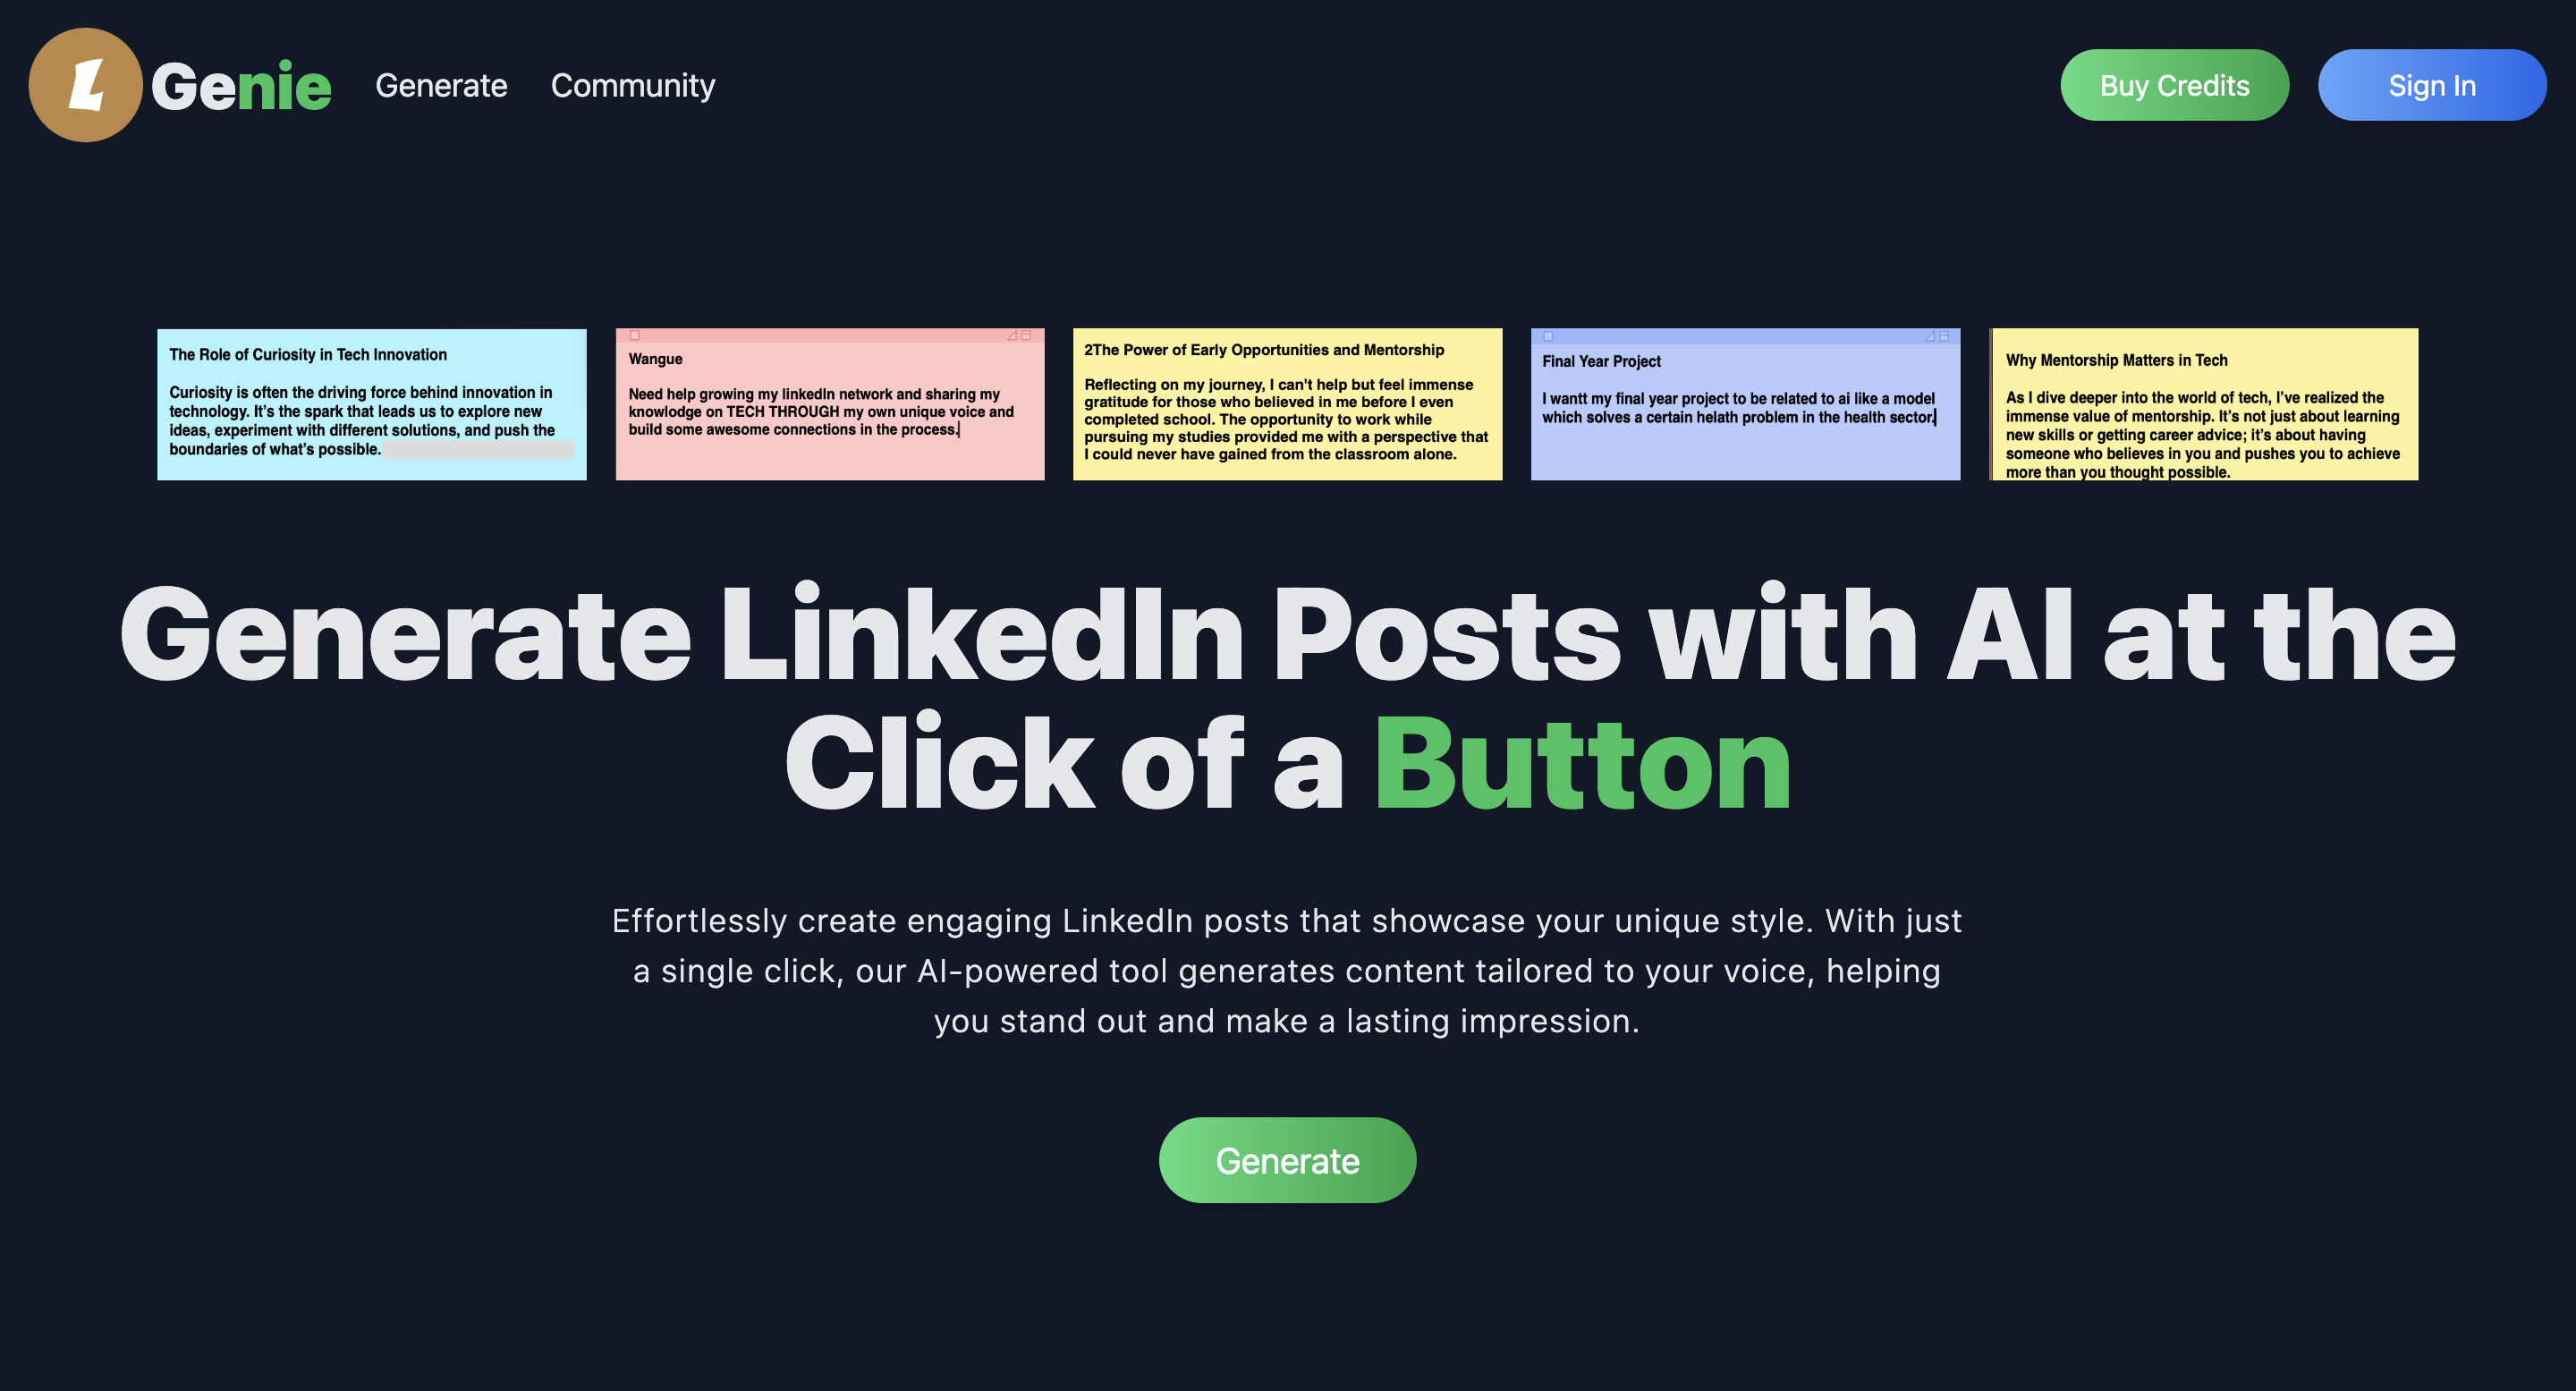 L Genie
Generate
Community
Buy Credits
Sign In
The Role of Curiosity in Tech Innovation
Curiosity is often the driving force behind innovation in
technology. It's the spark that leads us to explore new
ideas, experiment with different solutions, and push the
boundaries of what's possible.
Wangue
Need help growing my linkedIn network and sharing my
knowlodge on TECH THROUGH my own unique voice and
build some awesome connections in the process.
2The Power of Early Opportunities and Mentorship
Reflecting on my journey, I can't help but feel immense
gratitude for those who believed in me before I even
completed school. The opportunity to work while
pursuing my studies provided me with a perspective that
I could never have gained from the classroom alone.
Final Year Project
I wantt my final year project to be related to ai like a model
which solves a certain helath problem in the health sector.
Why Mentorship Matters in Tech
As I dive deeper into the world of tech, I've realized the
immense value of mentorship. It's not just about learning
new skills or getting career advice; it's about having
someone who believes in you and pushes you to achieve
more than you thought possible.
Generate LinkedIn Posts with AI at the
Click of a Button
Effortlessly create engaging LinkedIn posts that showcase your unique style. With just
a single click, our AI-powered tool generates content tailored to your voice, helping
you stand out and make a lasting impression.
Generate